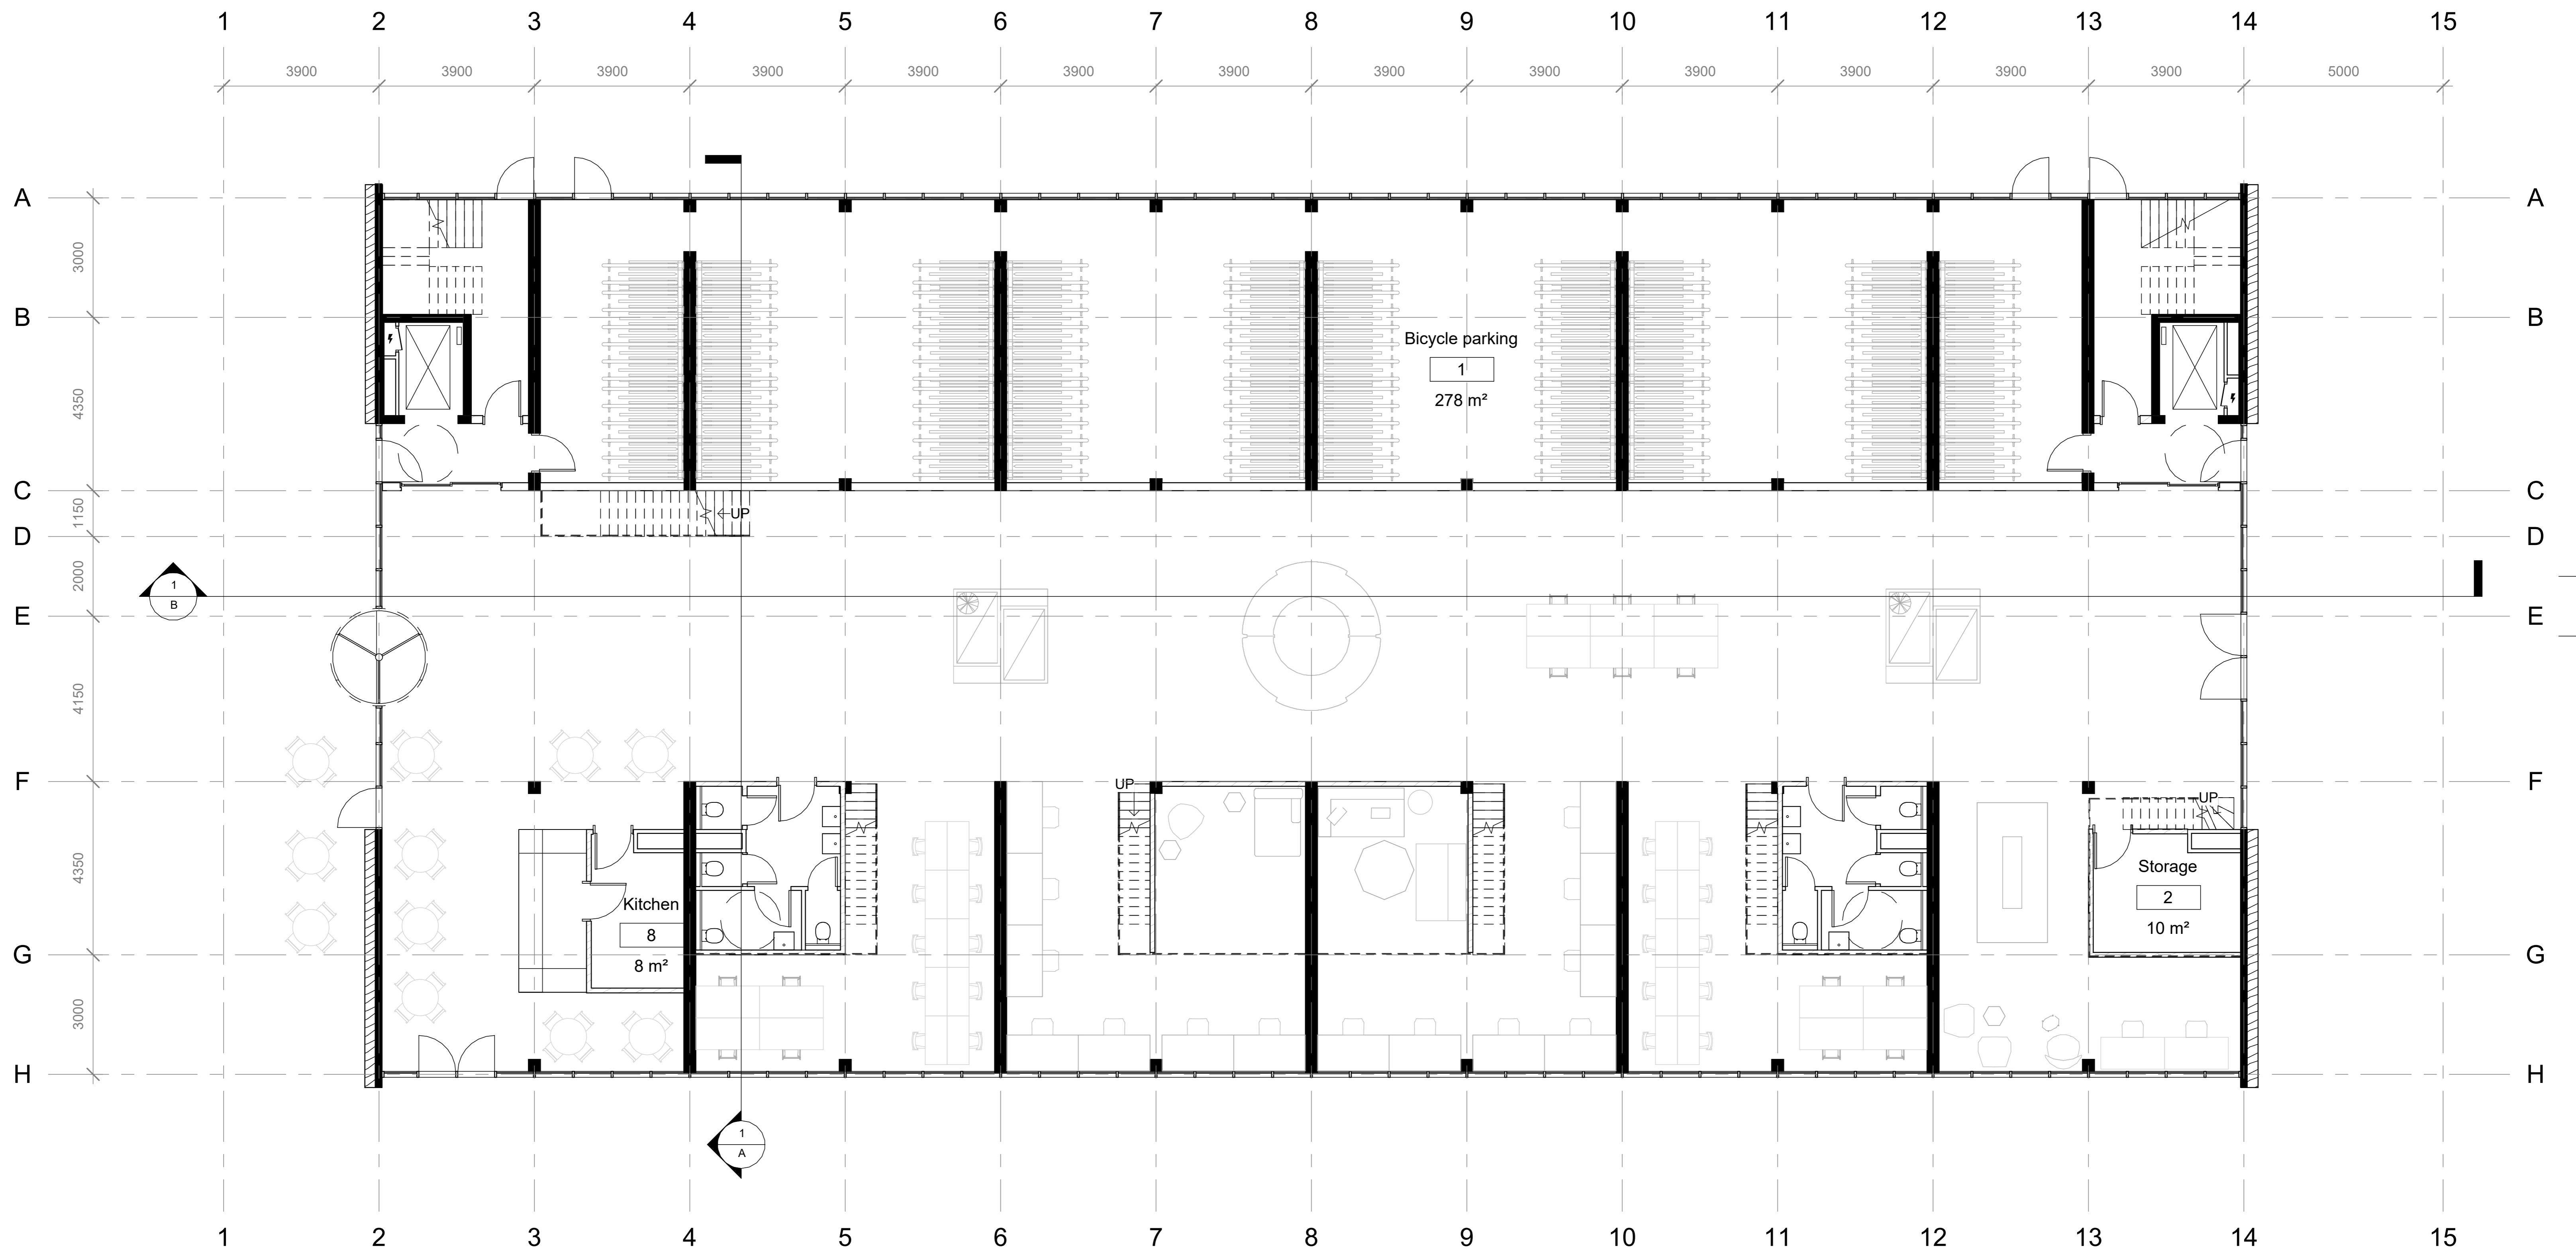 1 2 3 4 5 6 7 8 9 10 11 12 13 14 15
3900 3900 3900 3900 3900 3900 3900 3900 3900 3900 3900 3900 3900 5000
A A
3000
B B
Bicycle parking
1
278 m²
4350
C C
1150
UP
D D
2000
1
B
E E
4150
F F
UP
UP
4350
Storage
2
10 m²
Kitchen
8
8 m²
G G
3000
H H
1
A
1 2 3 4 5 6 7 8 9 10 11 12 13 14 15